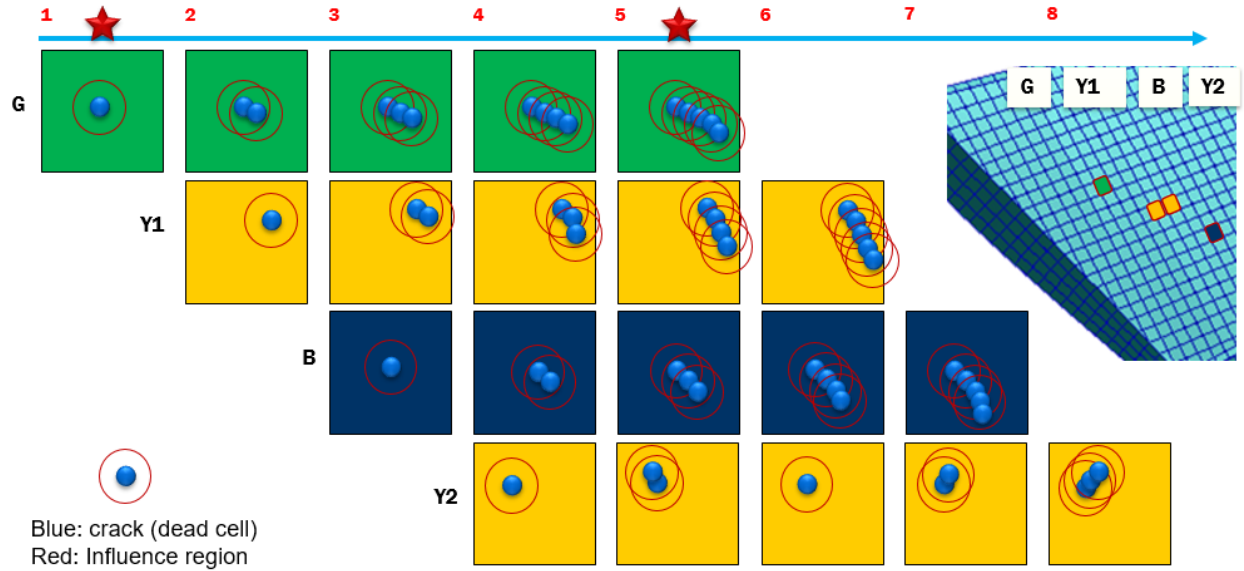 1 2 3 4 5 6 7 8
G
G Y1 B Y2
Y1
B
Y2
Blue: crack (dead cell)
Red: Influence region